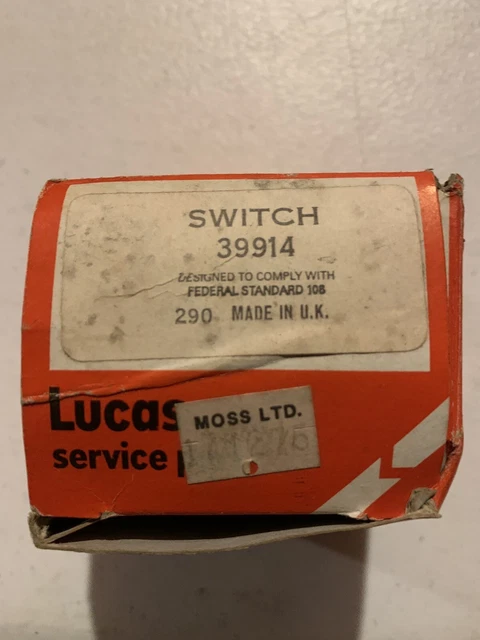 SWITCH
39914
DESIGNED TO COMPLY WITH
FEDERAL STANDARD 108
290 MADE IN U.K.
Lucas
MOSS LTD.
service